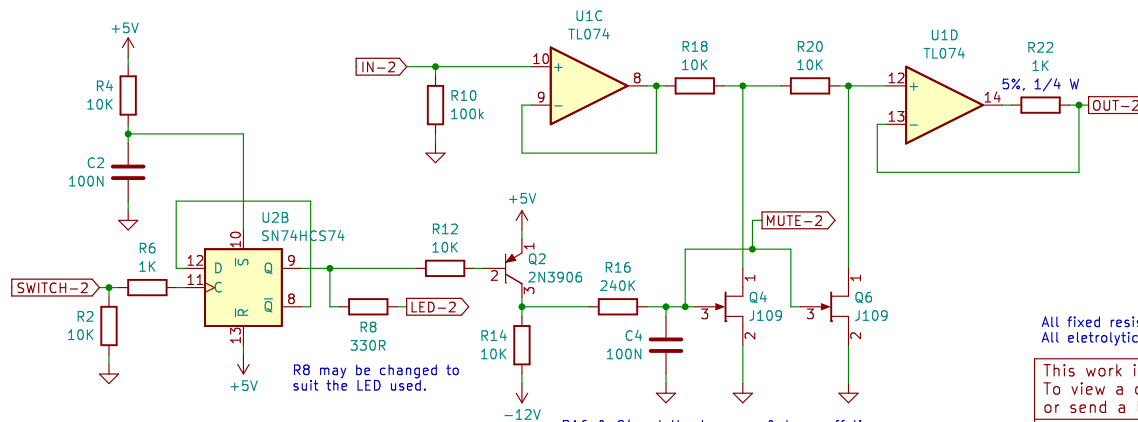 +5V
R4
10K
C2
100N
IN-2
R10
100k
U1C
TL074
10
9
8
+
−
R18
10K
R20
10K
U1D
TL074
12
13
14
+
−
R22
1K
5%, 1/4 W
OUT-2
SWITCH-2
R2
10K
R6
1K
U2B
SN74HCS74
10
12
11
9
8
13
S
D
C
Q
Q
R
+5V
R8
330R
LED-2
R8 may be changed to
suit the LED used.
R12
10K
+5V
Q2
2N3906
1
2
3
R14
10K
-12V
R16
240K
C4
100N
MUTE-2
Q4
J109
1
2
3
Q6
J109
1
2
3
All fixed resis
All eletrolytic
This work i
To view a c
or send a